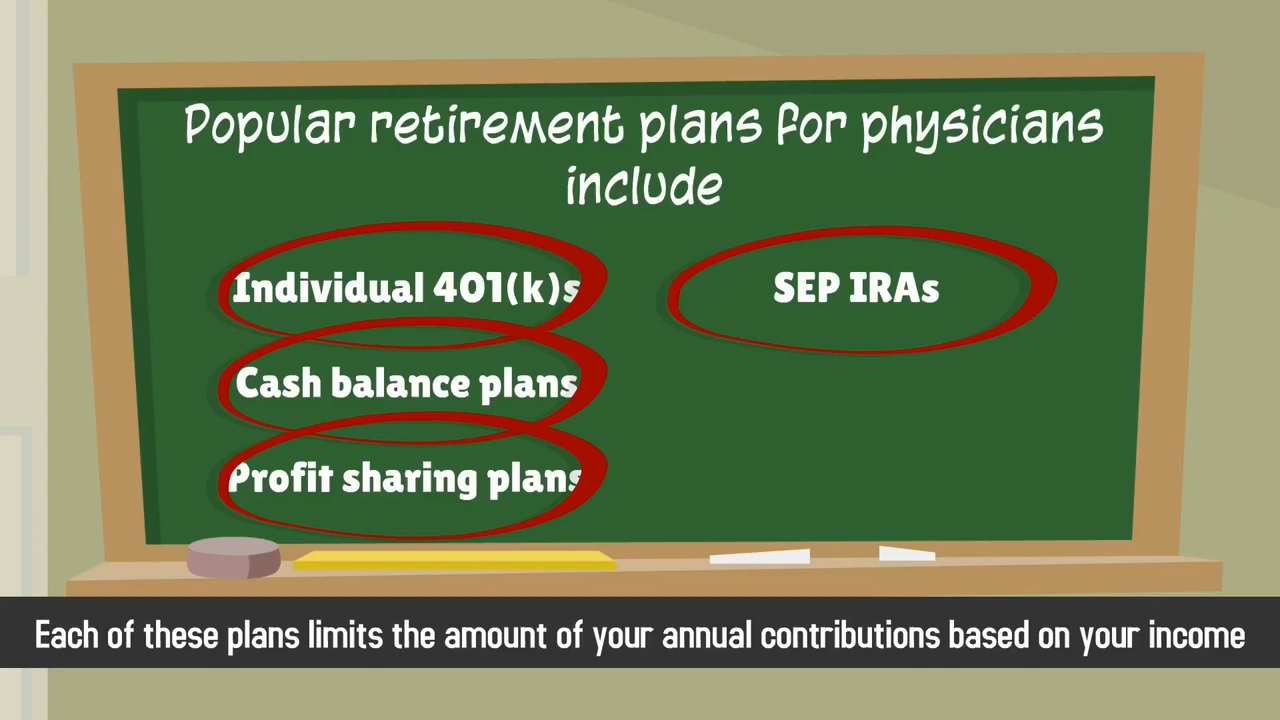 Popular retirement plans for physicians
include
Individual 401(k)s
SEP IRAs
Cash balance plans
Profit sharing plans
Each of these plans limits the amount of your annual contributions based on your income